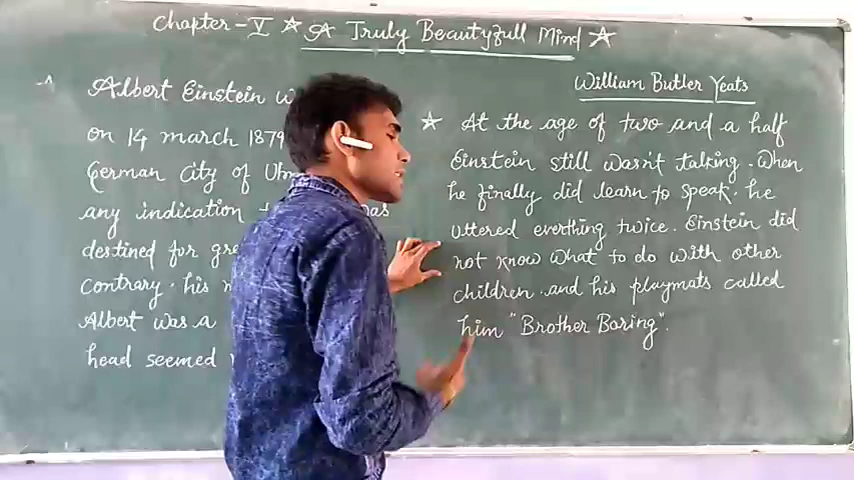 Chapter - V ☆ A Truly Beautyfull Mind ☆
William Butler Yeats
Albert Einstein
on 14 march 1879
German city of
any indication
destined for
contrary. his
Albert was a
head seemed
☆ At the age of two and a half
Einstein still wasn't talking. When
he finally did learn to speak. he
uttered everthing twice. Einstein did
not know what to do with other
children. and his playmats called
him "Brother Boring".